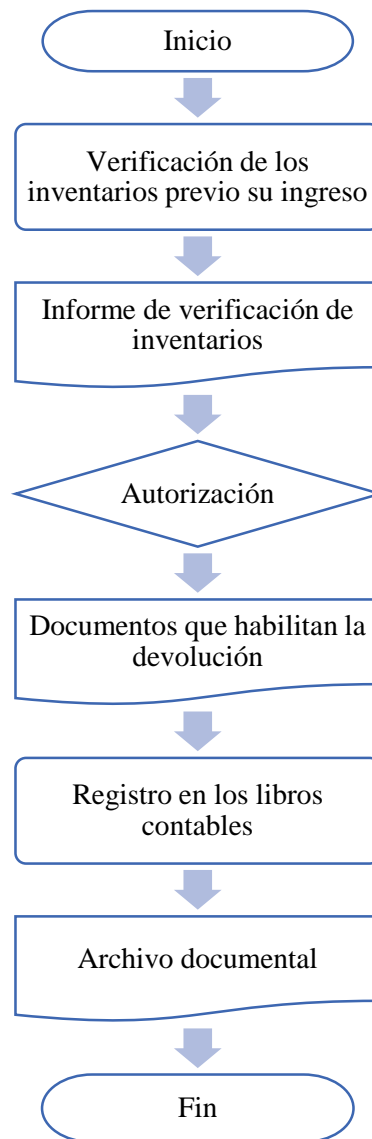 Inicio
Verificación de los
inventarios previo su ingreso
Informe de verificación de
inventarios
Autorización
Documentos que habilitan la
devolución
Registro en los libros
contables
Archivo documental
Fin